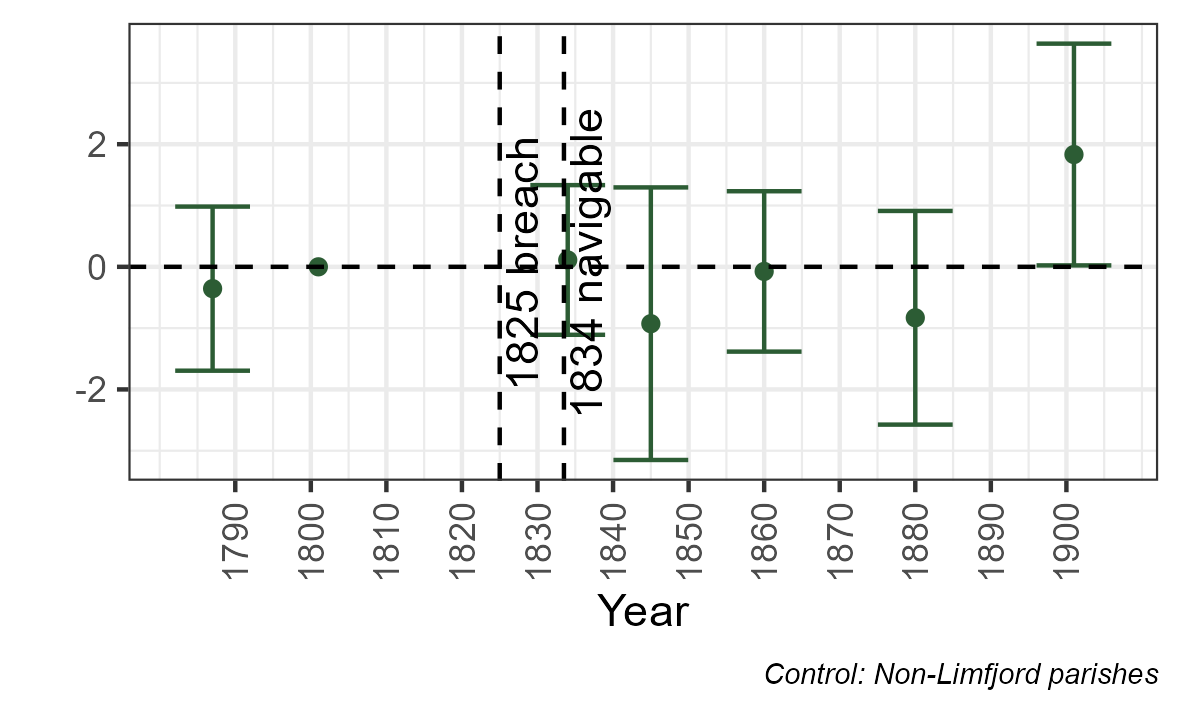 2
0
-2
1825 breach
1834 navigable
1790 1800 1810 1820 1830 1840 1850 1860 1870 1880 1890 1900
Year
Control: Non-Limfjord parishes